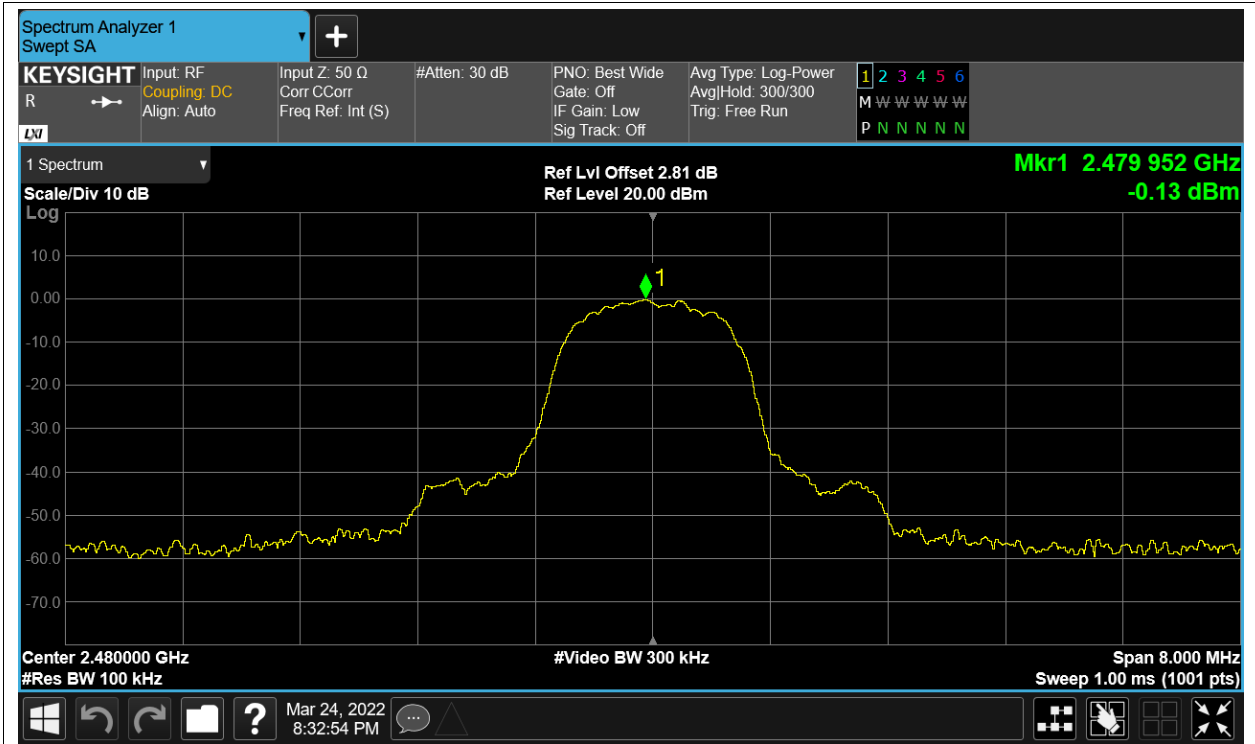 Spectrum Analyzer 1
Swept SA
+
KEYSIGHT
R
LXI
Input: RF
Coupling: DC
Align: Auto
Input Z: 50 Ω
Corr CCorr
Freq Ref: Int (S)
#Atten: 30 dB
PNO: Best Wide
Gate: Off
IF Gain: Low
Sig Track: Off
Avg Type: Log-Power
Avg|Hold: 300/300
Trig: Free Run
1 2 3 4 5 6
M W W W W W
P N N N N N
1 Spectrum
Scale/Div 10 dB
Log
Ref Lvl Offset 2.81 dB
Ref Level 20.00 dBm
Mkr1 2.479 952 GHz
-0.13 dBm
1
10.0
0.00
-10.0
-20.0
-30.0
-40.0
-50.0
-60.0
-70.0
Center 2.480000 GHz
#Res BW 100 kHz
#Video BW 300 kHz
Span 8.000 MHz
Sweep 1.00 ms (1001 pts)
?
Mar 24, 2022
8:32:54 PM